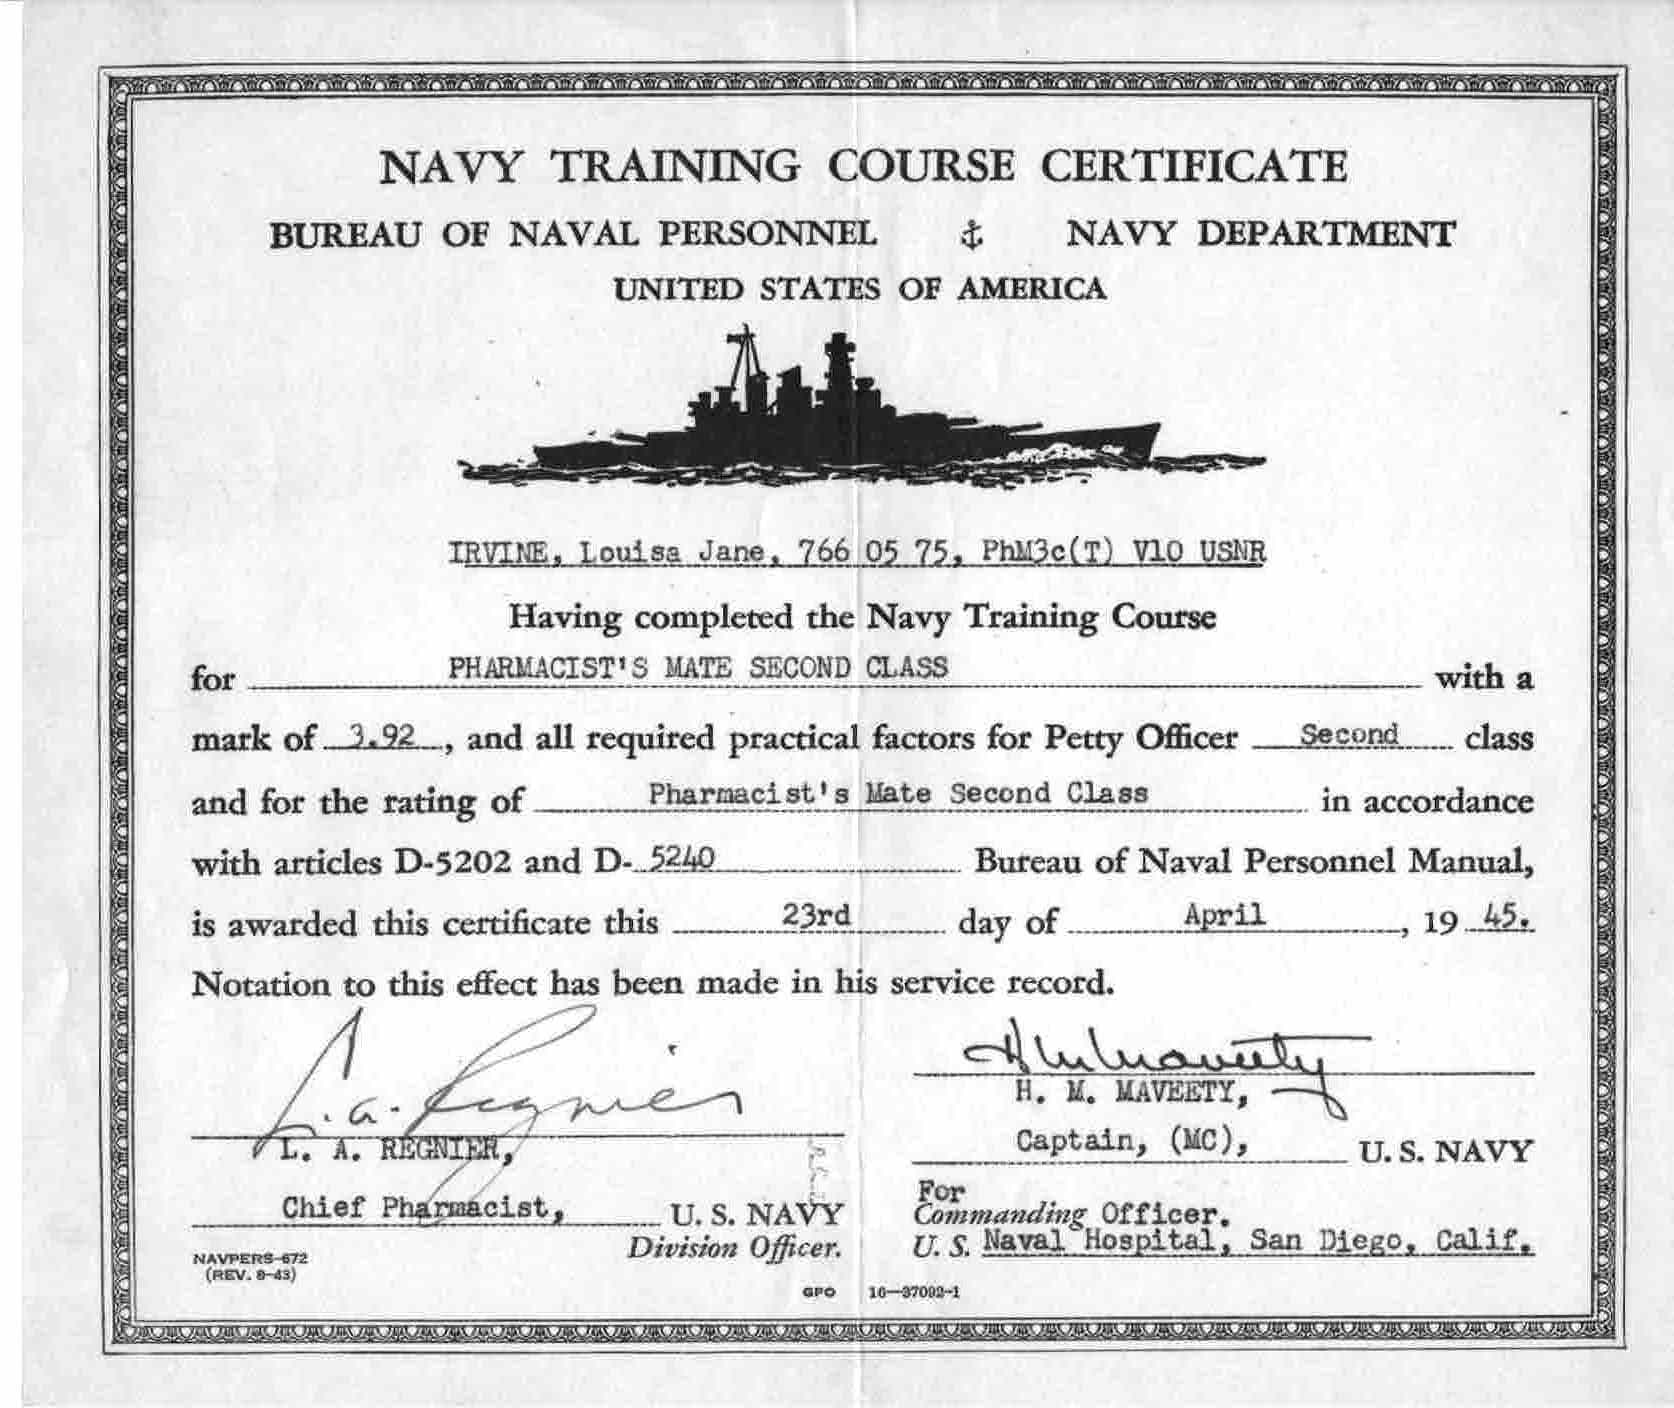 NAVY TRAINING COURSE CERTIFICATE
BUREAU OF NAVAL PERSONNEL ⚓ NAVY DEPARTMENT
UNITED STATES OF AMERICA
IRVINE, Louisa Jane, 766 05 75, PhM3c(T) V10 USNR
Having completed the Navy Training Course
for PHARMACIST'S MATE SECOND CLASS with a
mark of 3.92, and all required practical factors for Petty Officer Second class
and for the rating of Pharmacist's Mate Second Class in accordance
with articles D-5202 and D-5240 Bureau of Naval Personnel Manual,
is awarded this certificate this 23rd day of April, 1945.
Notation to this effect has been made in his service record.
L. A. Regnier
H M Maveety
L. A. REGNIER,
H. M. MAVEETY,
Chief Pharmacist, U. S. NAVY
Division Officer.
Captain, (MC), U. S. NAVY
For
Commanding Officer.
U. S. Naval Hospital, San Diego, Calif.
NAVPERS-672
(REV. 8-43)
GPO 16—37092-1